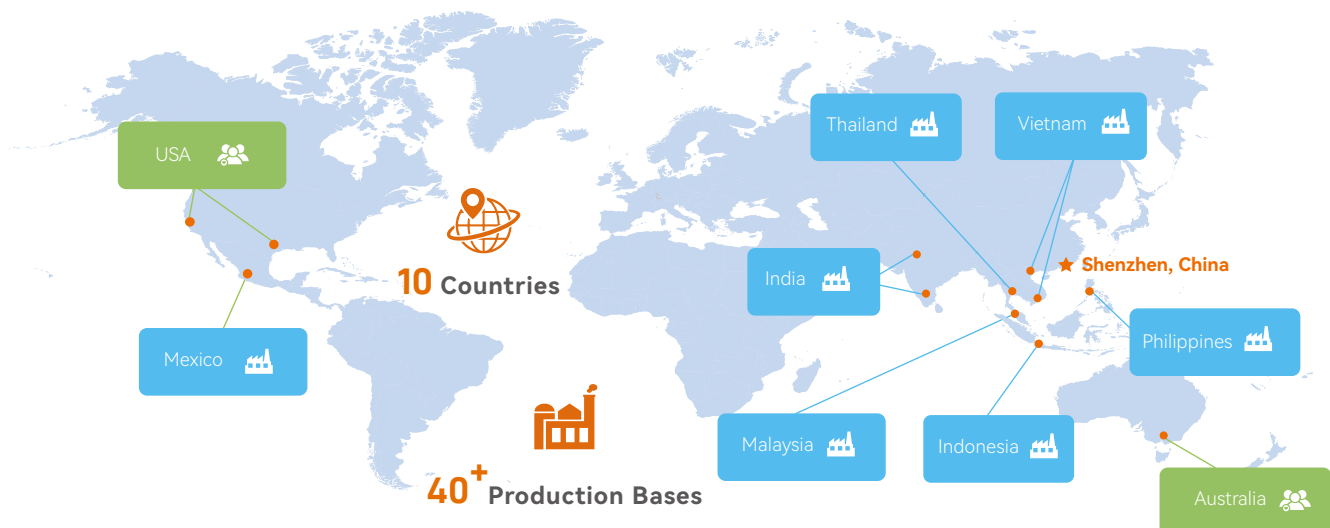 Thailand
Vietnam
USA
Shenzhen, China
India
10 Countries
Philippines
Mexico
Malaysia
Indonesia
40+ Production Bases
Australia